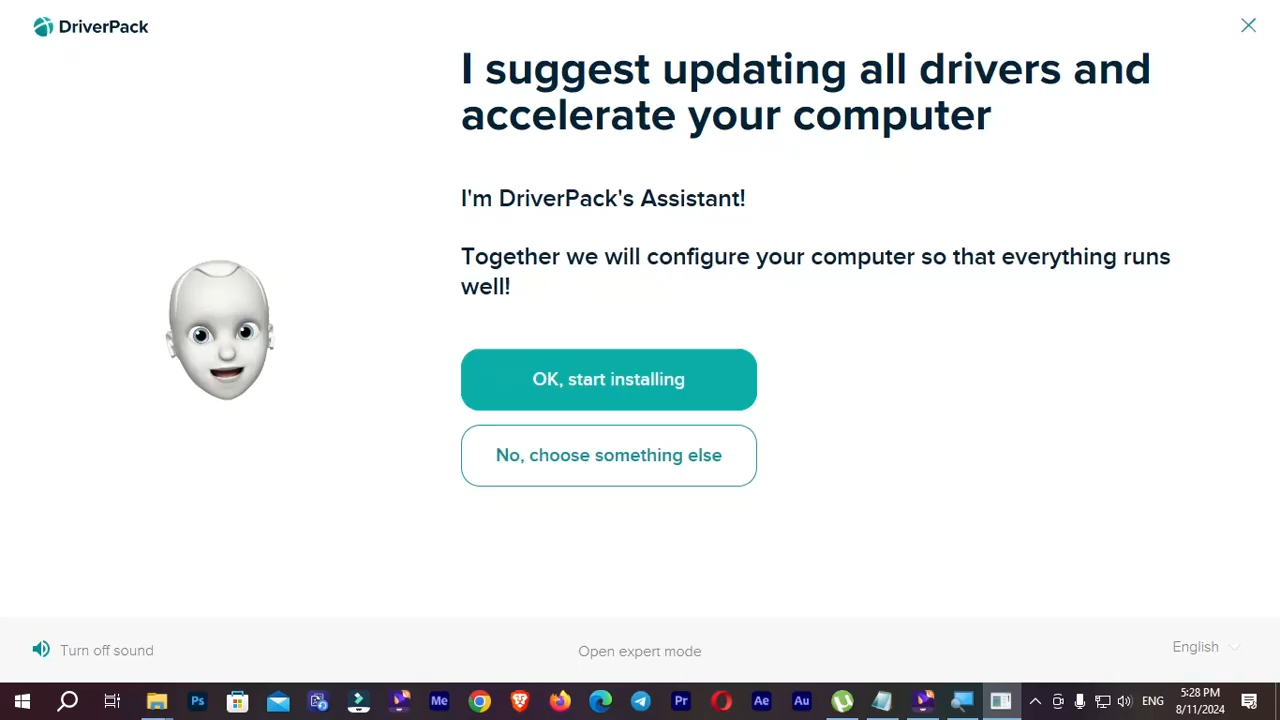 DriverPack
I suggest updating all drivers and
accelerate your computer
I'm DriverPack's Assistant!
Together we will configure your computer so that everything runs
well!
OK, start installing
No, choose something else
Turn off sound
Open expert mode
English
Ps
Me
Pr
Ae
Au
ENG
5:28 PM
8/11/2024